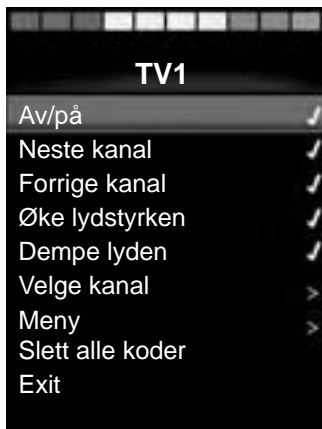 TV1
Av/på
Neste kanal
Forrige kanal
Øke lydstyrken
Dempe lyden
Velge kanal >
Meny >
Slett alle koder
Exit